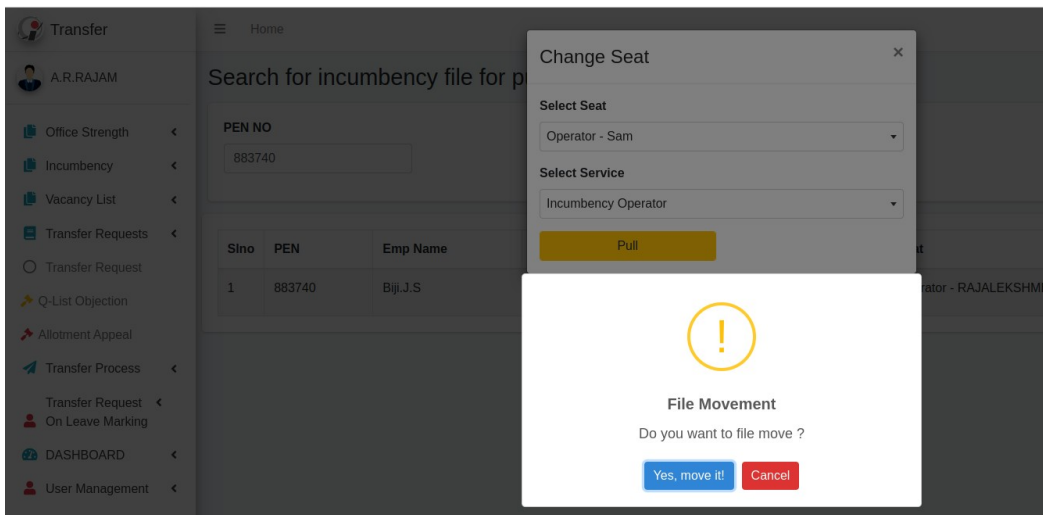 Transfer
Home
A.R.RAJAM
Office Strength
Incumbency
Vacancy List
Transfer Requests
Transfer Request
Q-List Objection
Allotment Appeal
Transfer Process
Transfer Request
On Leave Marking
DASHBOARD
User Management
Search for incumbency file for p
PEN NO
883740
Slno PEN Emp Name at
1 883740 Biji.J.S rator - RAJALEKSHMI
Change Seat ×
Select Seat
Operator - Sam
Select Service
Incumbency Operator
Pull
!
File Movement
Do you want to file move ?
Yes, move it! Cancel